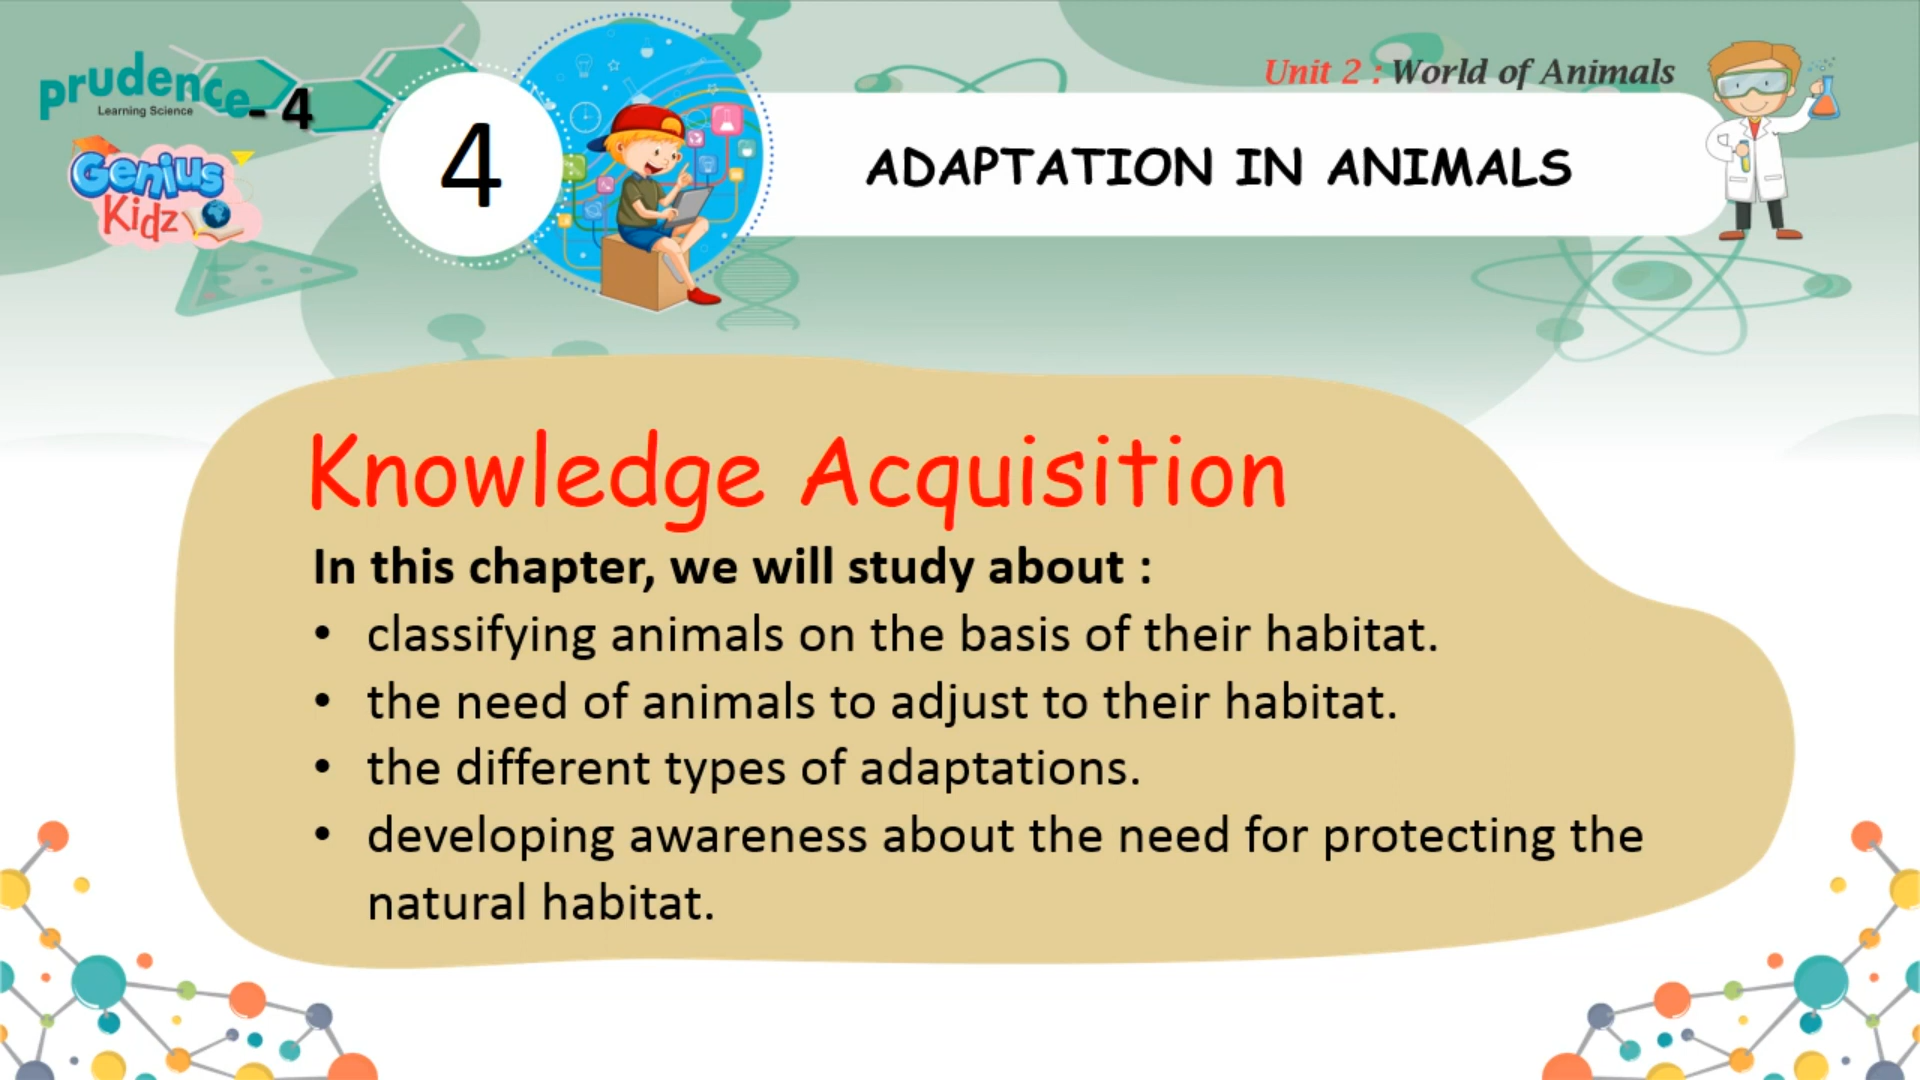 prudence - 4
Learning Science
Genius
Kidz
4
Unit 2 : World of Animals
ADAPTATION IN ANIMALS
Knowledge Acquisition
In this chapter, we will study about :
• classifying animals on the basis of their habitat.
• the need of animals to adjust to their habitat.
• the different types of adaptations.
• developing awareness about the need for protecting the
natural habitat.